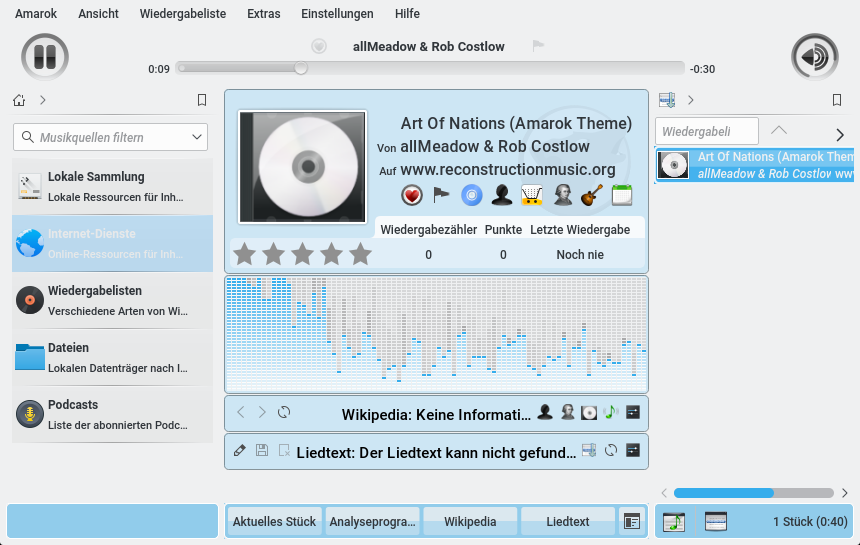 Amarok Ansicht Wiedergabeliste Extras Einstellungen Hilfe
allMeadow & Rob Costlow
0:09 -0:30
Musikquellen filtern
Lokale Sammlung
Lokale Ressourcen für Inh...
Internet-Dienste
Online-Ressourcen für Inh...
Wiedergabelisten
Verschiedene Arten von Wi...
Dateien
Lokalen Datenträger nach I...
Podcasts
Liste der abonnierten Podc...
Art Of Nations (Amarok Theme)
Von allMeadow & Rob Costlow
Auf www.reconstructionmusic.org
Wiedergabezähler Punkte Letzte Wiedergabe
0 0 Noch nie
Wikipedia: Keine Informati...
Liedtext: Der Liedtext kann nicht gefund...
Aktuelles Stück Analyseprogra... Wikipedia Liedtext
Wiedergabeli
Art Of Nations (Amarok Them
allMeadow & Rob Costlow ww
1 Stück (0:40)